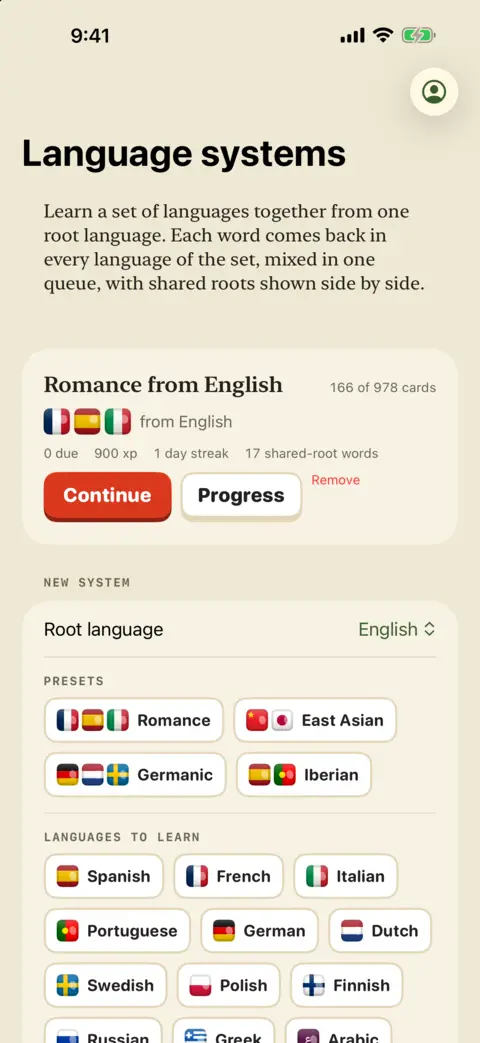 9:41
Language systems
Learn a set of languages together from one
root language. Each word comes back in
every language of the set, mixed in one
queue, with shared roots shown side by side.
Romance from English 166 of 978 cards
from English
0 due 900 xp 1 day streak 17 shared-root words
Continue Progress Remove
NEW SYSTEM
Root language English
PRESETS
Romance East Asian
Germanic Iberian
LANGUAGES TO LEARN
Spanish French Italian
Portuguese German Dutch
Swedish Polish Finnish
Russian Greek Arabic